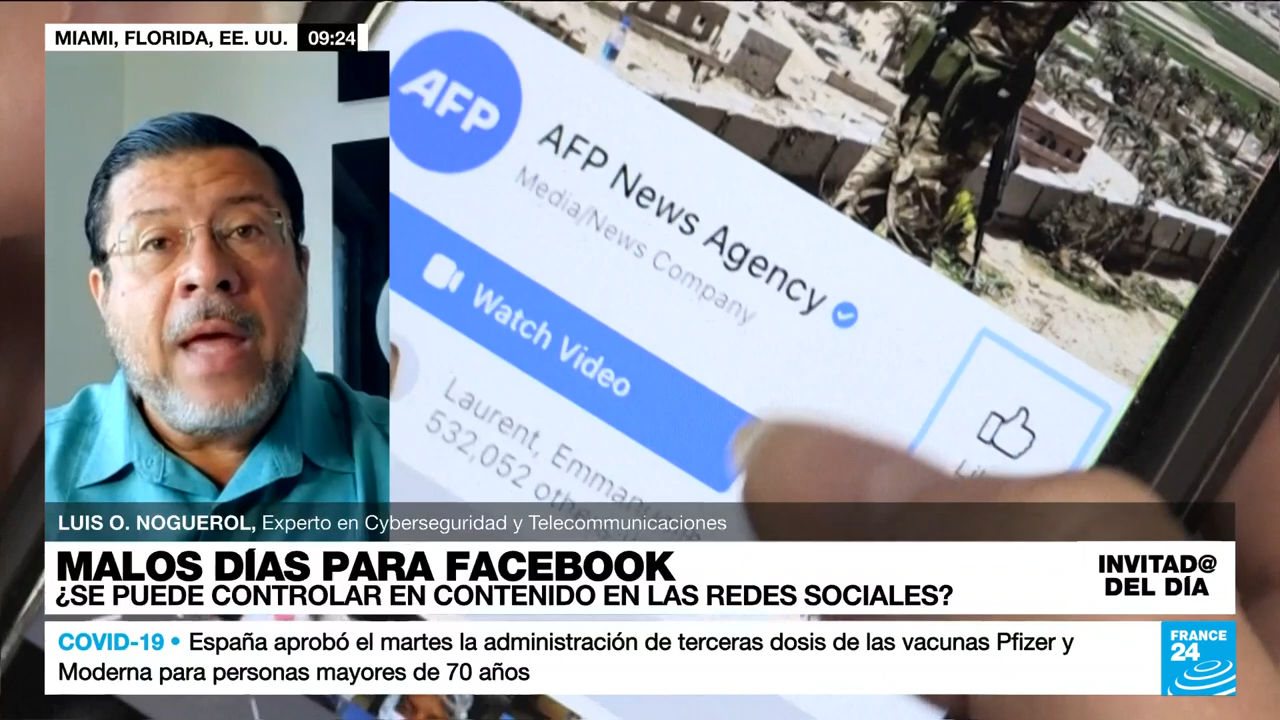 MIAMI, FLORIDA, EE. UU. 09:24
AFP
AFP News Agency
Media/News Company
Watch Video
Laurent,
532,052
LUIS O. NOGUEROL, Experto en Cyberseguridad y Telecommunicaciones
MALOS DÍAS PARA FACEBOOK
¿SE PUEDE CONTROLAR EN CONTENIDO EN LAS REDES SOCIALES?
INVITAD@
DEL DÍA
COVID-19 • España aprobó el martes la administración de terceras dosis de las vacunas Pfizer y
Moderna para personas mayores de 70 años
FRANCE
24